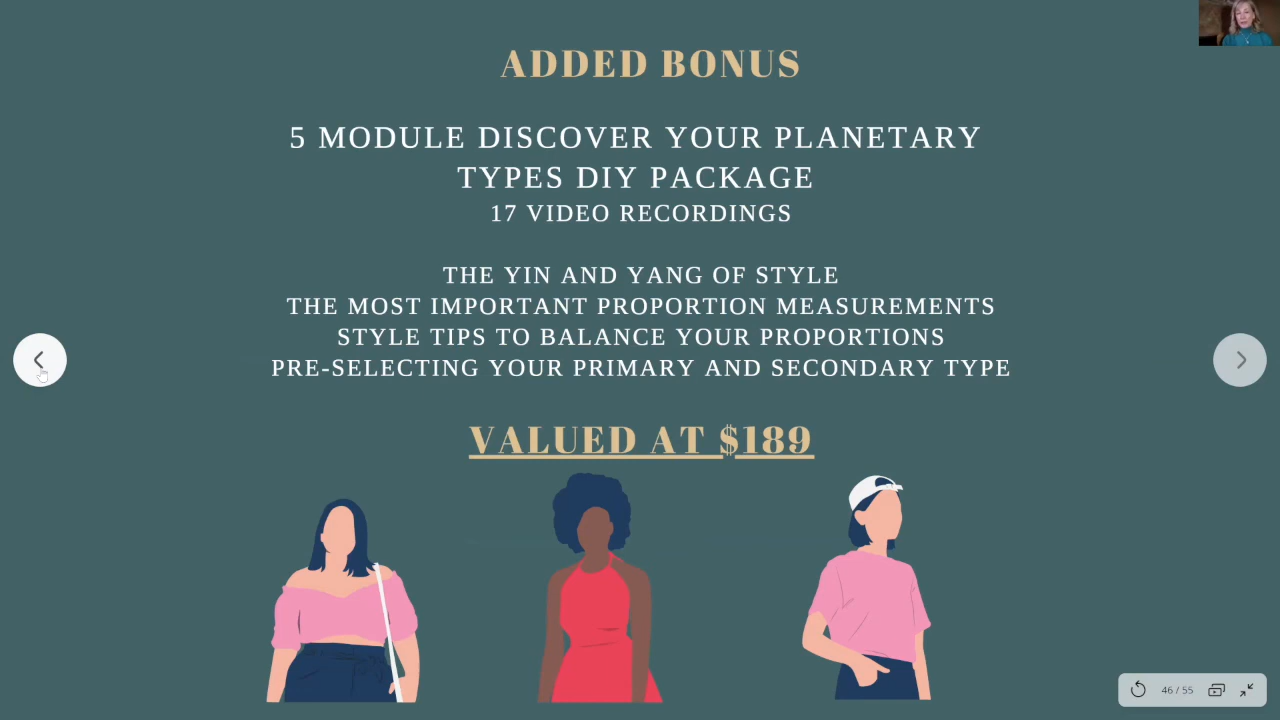 ADDED BONUS
5 MODULE DISCOVER YOUR PLANETARY
TYPES DIY PACKAGE
17 VIDEO RECORDINGS
THE YIN AND YANG OF STYLE
THE MOST IMPORTANT PROPORTION MEASUREMENTS
STYLE TIPS TO BALANCE YOUR PROPORTIONS
PRE-SELECTING YOUR PRIMARY AND SECONDARY TYPE
VALUED AT $189
46 / 55